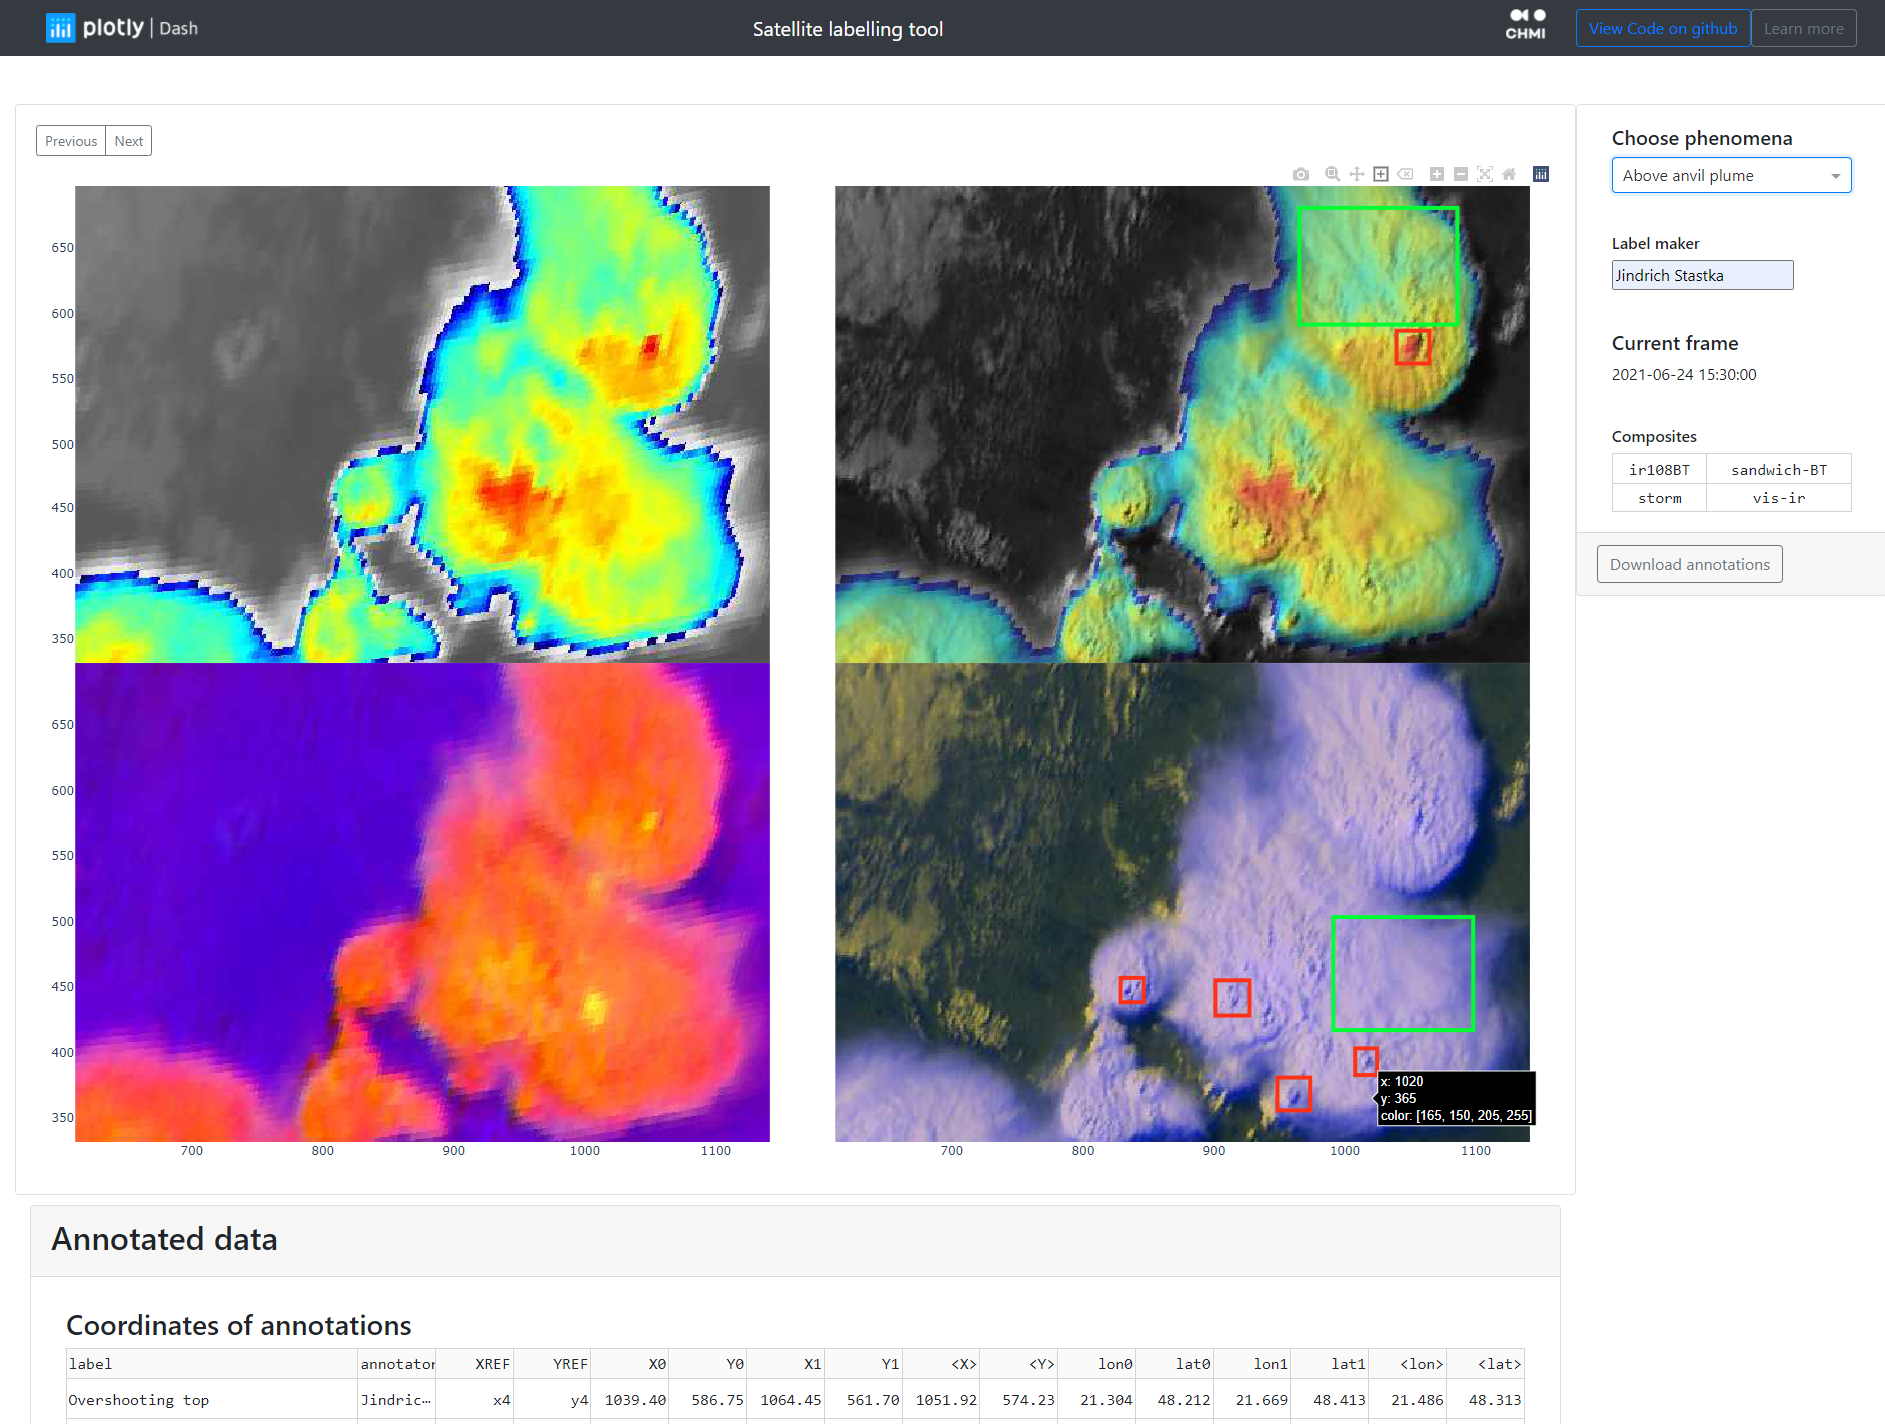 plotly | Dash
Satellite labelling tool
CHMI
View Code on github
Learn more
Previous
Next
Choose phenomena
Above anvil plume
Label maker
Jindrich Stastka
Current frame
2021-06-24 15:30:00
Composites
ir108BT sandwich-BT
storm vis-ir
Download annotations
650
600
550
500
450
400
350
650
600
550
500
450
400
350
700 800 900 1000 1100
700 800 900 1000 1100
x: 1020
y: 365
color: [165, 150, 205, 255]
Annotated data
Coordinates of annotations
label annotator XREF YREF X0 Y0 X1 Y1 <X> <Y> lon0 lat0 lon1 lat1 <lon> <lat>
Overshooting top Jindric… x4 y4 1039.40 586.75 1064.45 561.70 1051.92 574.23 21.304 48.212 21.669 48.413 21.486 48.313